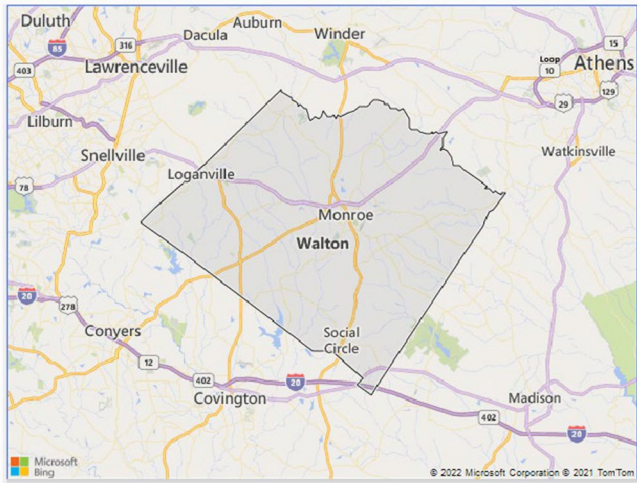 Duluth
Auburn
Dacula
Winder
15
85
316
Loop
10
Athens
403
Lawrenceville
129
29
Lilburn
Snellville
Watkinsville
Loganville
78
Monroe
Walton
20
278
Conyers
Social
Circle
12
402
20
Covington
Madison
402
20
Microsoft
Bing
© 2022 Microsoft Corporation © 2021 TomTom